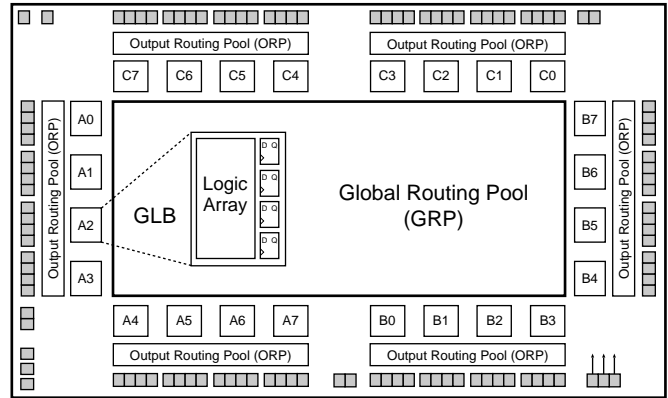 Output Routing Pool (ORP)
Output Routing Pool (ORP)
C7 C6 C5 C4
C3 C2 C1 C0
Output Routing Pool (ORP)
A0
A1
A2
A3
GLB
Logic
Array
D Q
D Q
D Q
D Q
Global Routing Pool
(GRP)
B7
B6
B5
B4
Output Routing Pool (ORP)
A4 A5 A6 A7
B0 B1 B2 B3
Output Routing Pool (ORP)
Output Routing Pool (ORP)